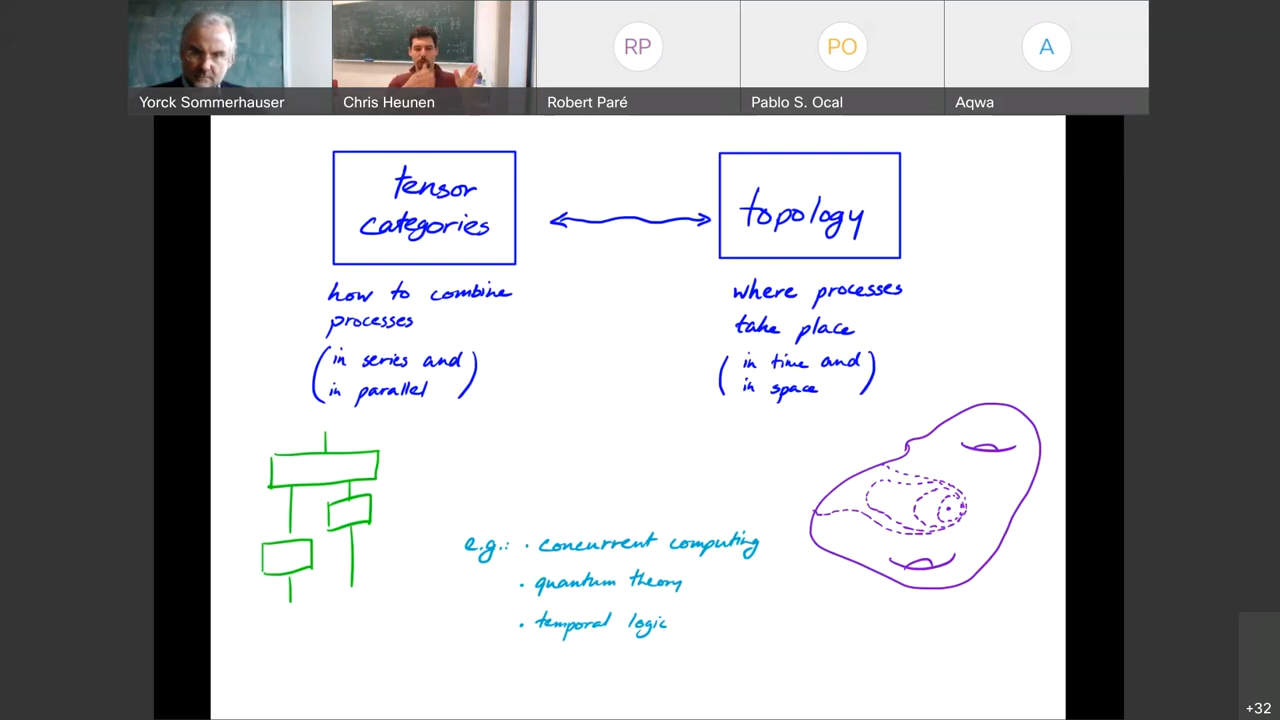 RP
PO
A
Yorck Sommerhauser
Chris Heunen
Robert Paré
Pablo S. Ocal
Aqwa
tensor
categories
topology
how to combine
processes
(in series and
in parallel)
where processes
take place
(in time and
in space)
e.g.: · concurrent computing
· quantum theory
· temporal logic
+32